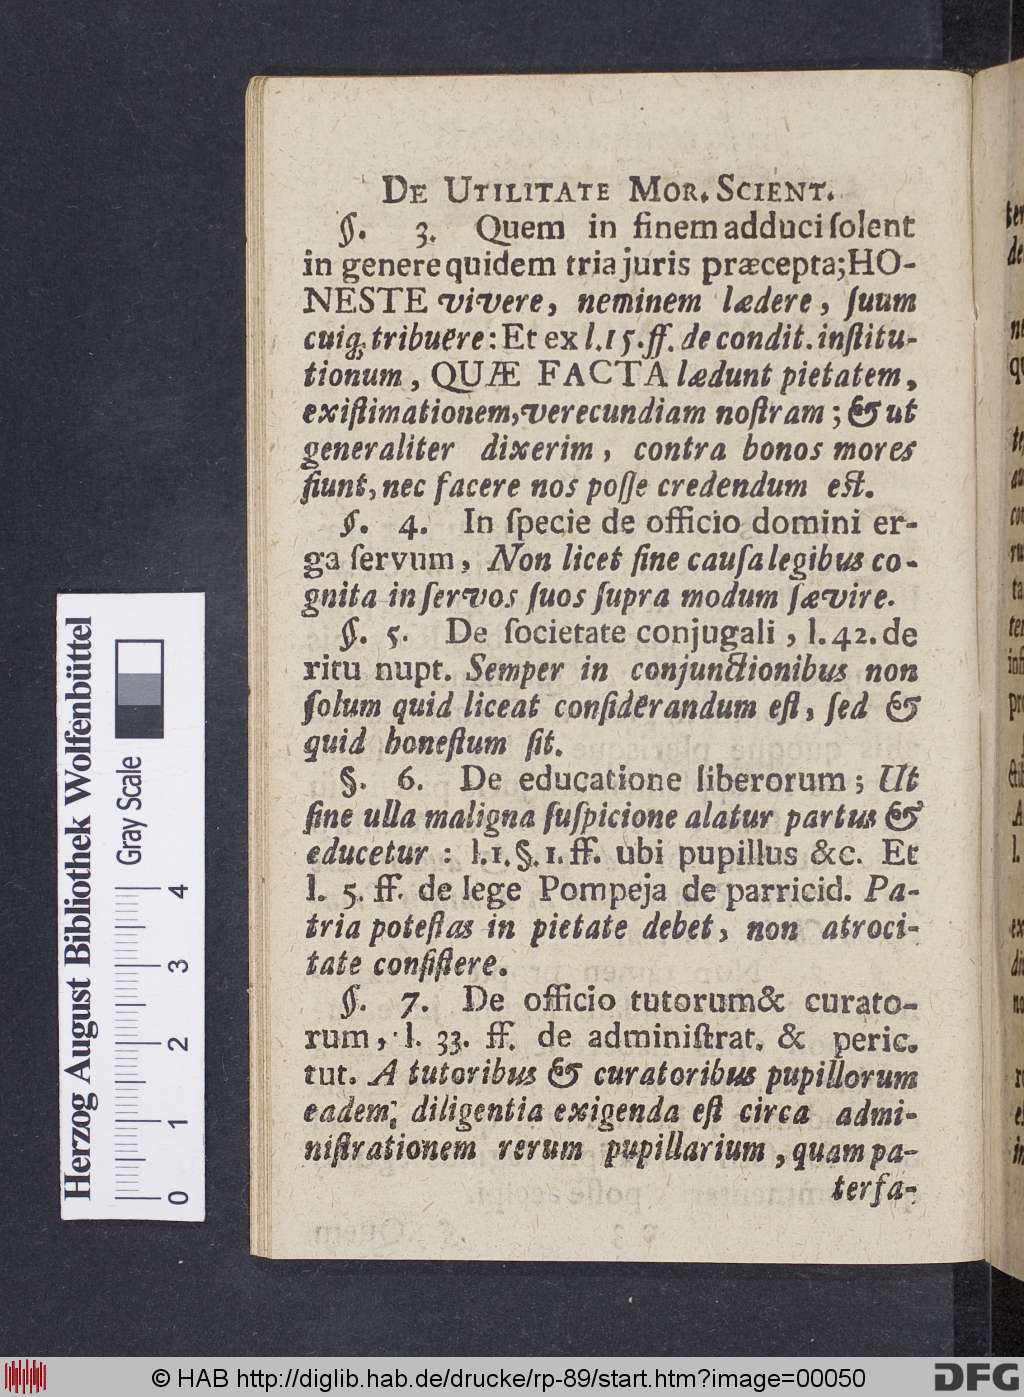 DE UTILITATE MOR. SCIENT.
§. 3. Quem in finem adduci ſolent
in genere quidem tria juris præcepta; HO-
NESTE vivere, neminem lædere, ſuum
cuiq; tribuere: Et ex l. 15. ff. de condit. inſtitu-
tionum, QUÆ FACTA lædunt pietatem,
exiſtimationem, verecundiam noſtram; & ut
generaliter dixerim, contra bonos mores
fiunt, nec facere nos poſſe credendum eſt.
§. 4. In ſpecie de officio domini er-
ga ſervum, Non licet ſine cauſa legibus co-
gnita in ſervos ſuos ſupra modum ſævire.
§. 5. De ſocietate conjugali, l. 42. de
ritu nupt. Semper in conjunctionibus non
ſolum quid liceat conſiderandum eſt, ſed &
quid honeſtum ſit.
§. 6. De educatione liberorum; Ut
ſine ulla maligna ſuſpicione alatur partus &
educetur: l. 1. §. 1. ff. ubi pupillus &c. Et
l. 5. ff. de lege Pompeja de parricid. Pa-
tria poteſtas in pietate debet, non atroci-
tate conſiſtere.
§. 7. De officio tutorum & curato-
rum, l. 33. ff. de adminiſtrat. & peric.
tut. A tutoribus & curatoribus pupillorum
eadem; diligentia exigenda eſt circa admi-
niſtrationem rerum pupillarium, quam pa-
terfa-
Herzog August Bibliothek Wolfenbüttel
Gray Scale
0 1 2 3 4
© HAB http://diglib.hab.de/drucke/rp-89/start.htm?image=00050
DFG